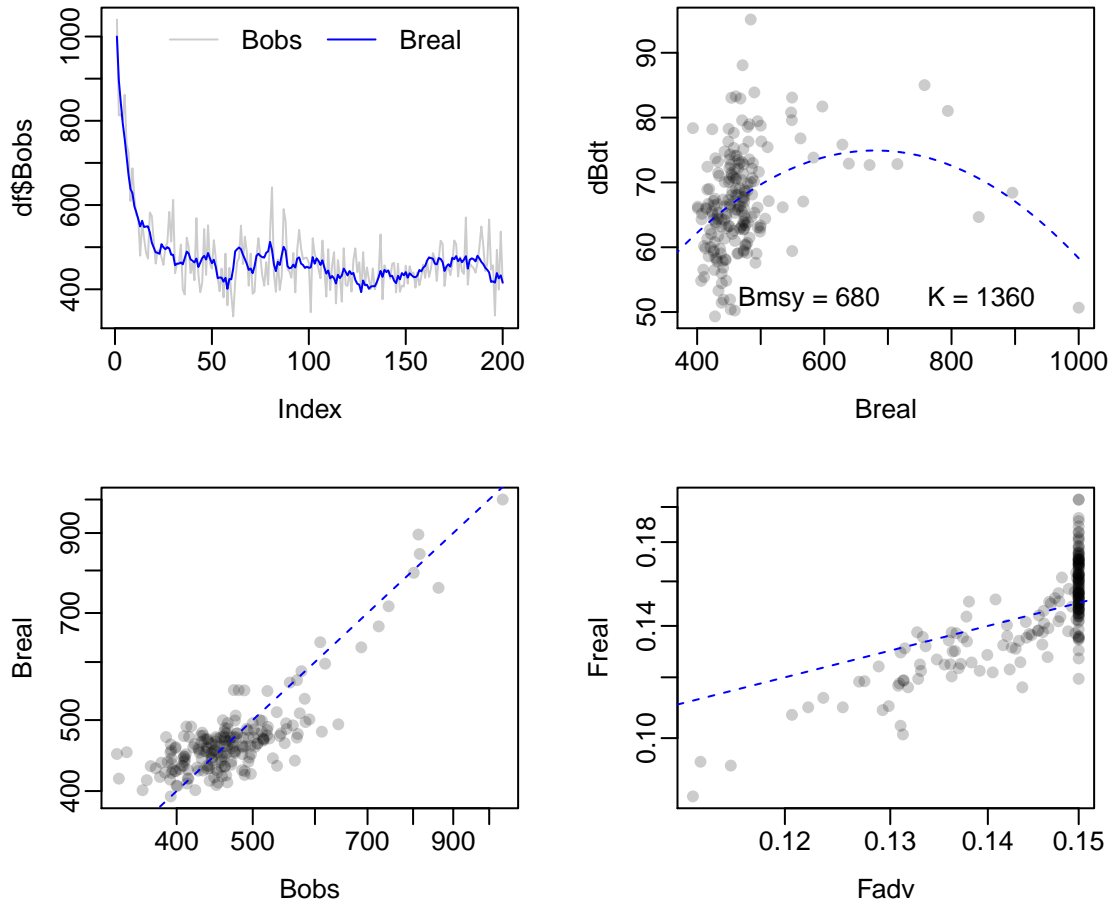 Bobs Breal
df$Bobs
400 600 800 1000
0 50 100 150 200
Index
dBdt
50 60 70 80 90
Bmsy = 680 K = 1360
400 600 800 1000
Breal
Breal
400 500 700 900
400 500 700 900
Bobs
Freal
0.10 0.14 0.18
0.12 0.13 0.14 0.15
Fadv